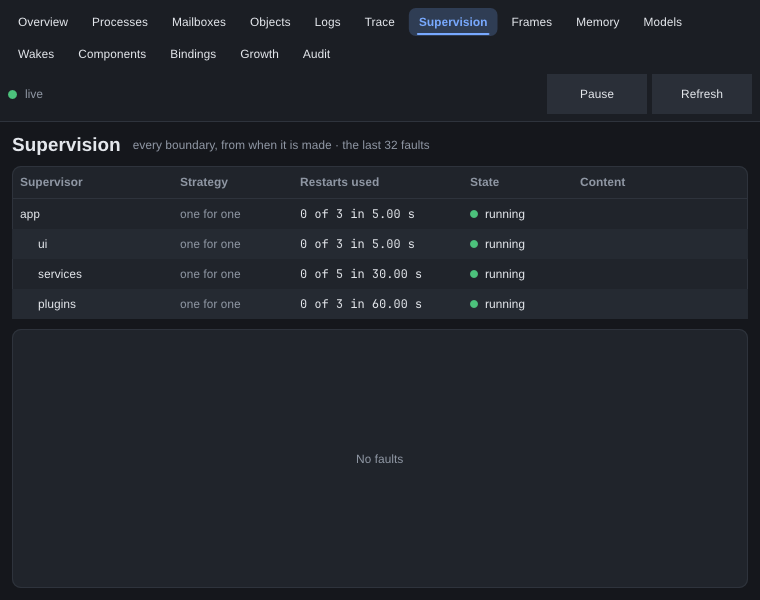 Overview Processes Mailboxes Objects Logs Trace Supervision Frames Memory Models
Wakes Components Bindings Growth Audit
live Pause Refresh
Supervision every boundary, from when it is made · the last 32 faults
Supervisor Strategy Restarts used State Content
app one for one 0 of 3 in 5.00 s running
ui one for one 0 of 3 in 5.00 s running
services one for one 0 of 5 in 30.00 s running
plugins one for one 0 of 3 in 60.00 s running
No faults